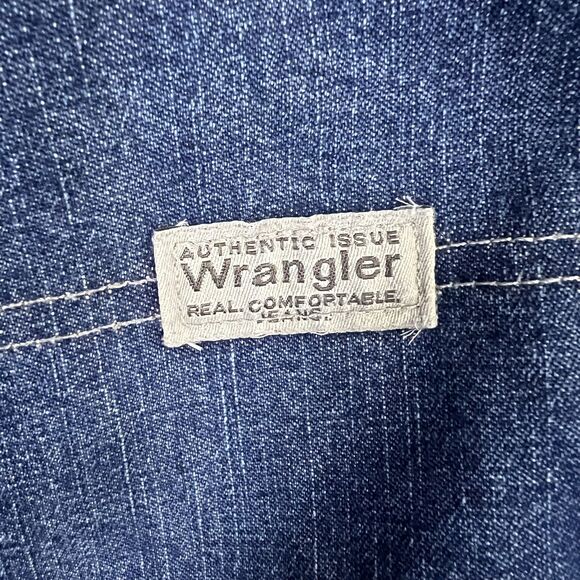 AUTHENTIC ISSUE
Wrangler
REAL. COMFORTABLE.
JEANS.